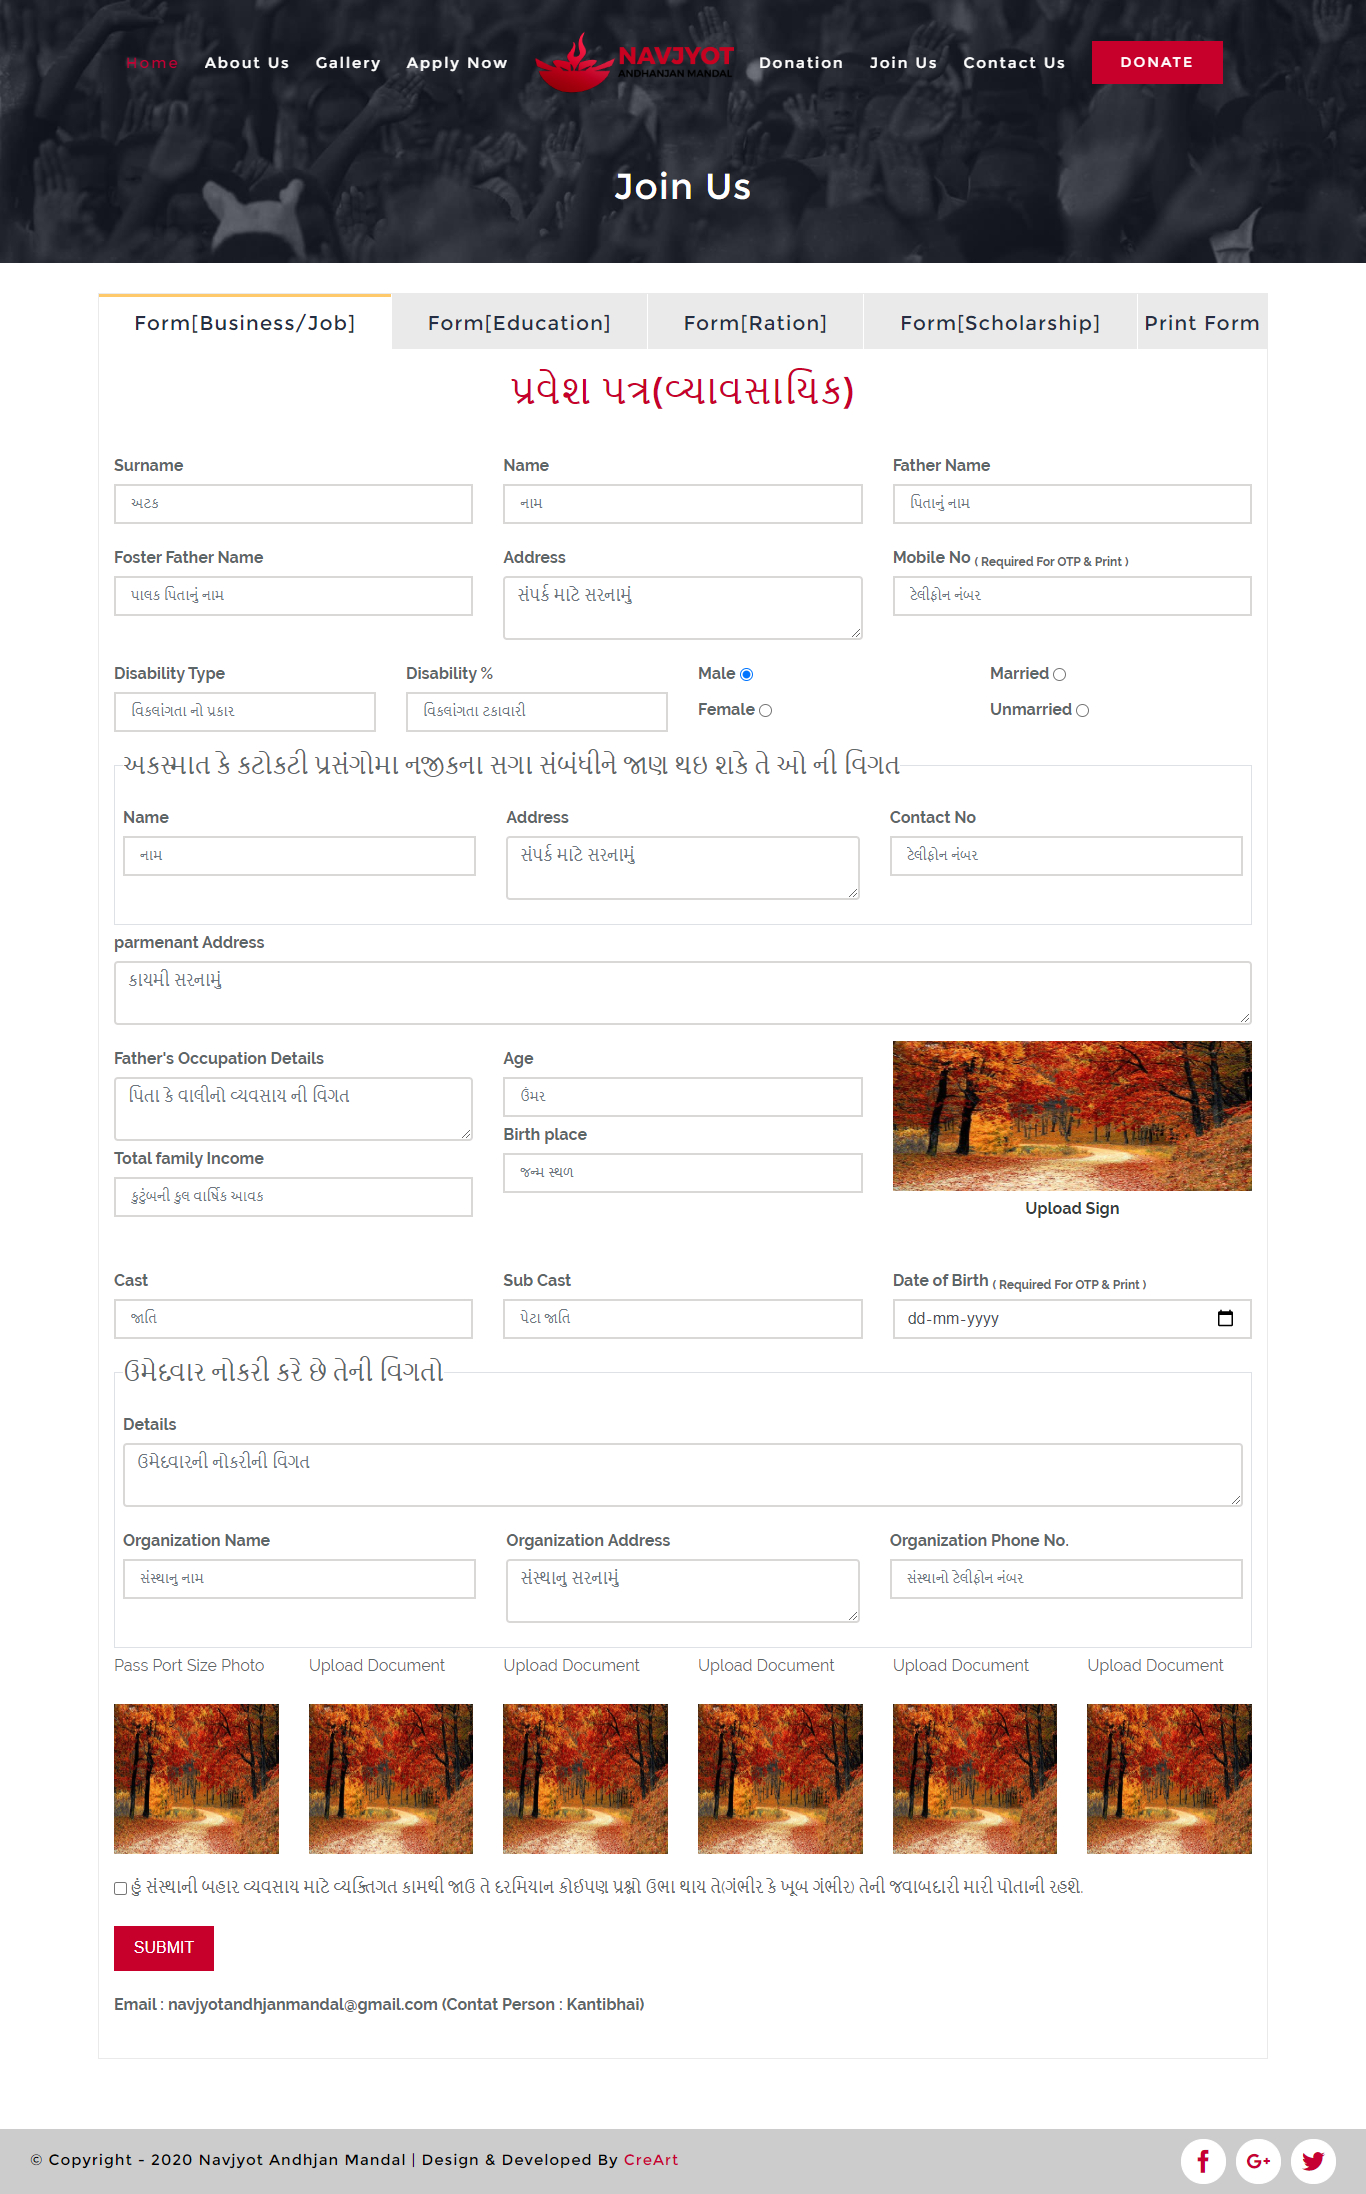 Home About Us Gallery Apply Now NAVJYOT ANDHANJAN MANDAL Donation Join Us Contact Us DONATE
Join Us
Form[Business/Job] Form[Education] Form[Ration] Form[Scholarship] Print Form
પ્રવેશ પત્ર(વ્યાવસાયિક)
Surname Name Father Name
અટક નામ પિતાનું નામ
Foster Father Name Address Mobile No ( Required For OTP & Print )
પાલક પિતાનું નામ સંપર્ક માટે સરનામું ટેલીફોન નંબર
Disability Type Disability % Male Married
વિકલાંગતા નો પ્રકાર વિકલાંગતા ટકાવારી Female Unmarried
અકસ્માત કે કટોકટી પ્રસંગોમા નજીકના સગા સંબંધીને જાણ થઇ શકે તે ઓ ની વિગત
Name Address Contact No
નામ સંપર્ક માટે સરનામું ટેલીફોન નંબર
parmenant Address
કાયમી સરનામું
Father's Occupation Details Age
પિતા કે વાલીનો વ્યવસાય ની વિગત ઉંમર
Birth place
Total family Income
જન્મ સ્થળ
કુટુંબની કુલ વાર્ષિક આવક
Upload Sign
Cast Sub Cast Date of Birth ( Required For OTP & Print )
જાતિ પેટા જાતિ dd-mm-yyyy
ઉમેદવાર નોકરી કરે છે તેની વિગતો
Details
ઉમેદવારની નોકરીની વિગત
Organization Name Organization Address Organization Phone No.
સંસ્થાનુ નામ સંસ્થાનુ સરનામું સંસ્થાનો ટેલીફોન નંબર
Pass Port Size Photo Upload Document Upload Document Upload Document Upload Document Upload Document
હું સંસ્થાની બહાર વ્યવસાય માટે વ્યક્તિગત કામથી જાઉ તે દરમિયાન કોઈપણ પ્રશ્નો ઉભા થાય તે(ગંભીર કે ખૂબ ગંભીર) તેની જવાબદારી મારી પોતાની રહશે.
SUBMIT
Email : navjyotandhjanmandal@gmail.com (Contat Person : Kantibhai)
© Copyright - 2020 Navjyot Andhjan Mandal | Design & Developed By CreArt